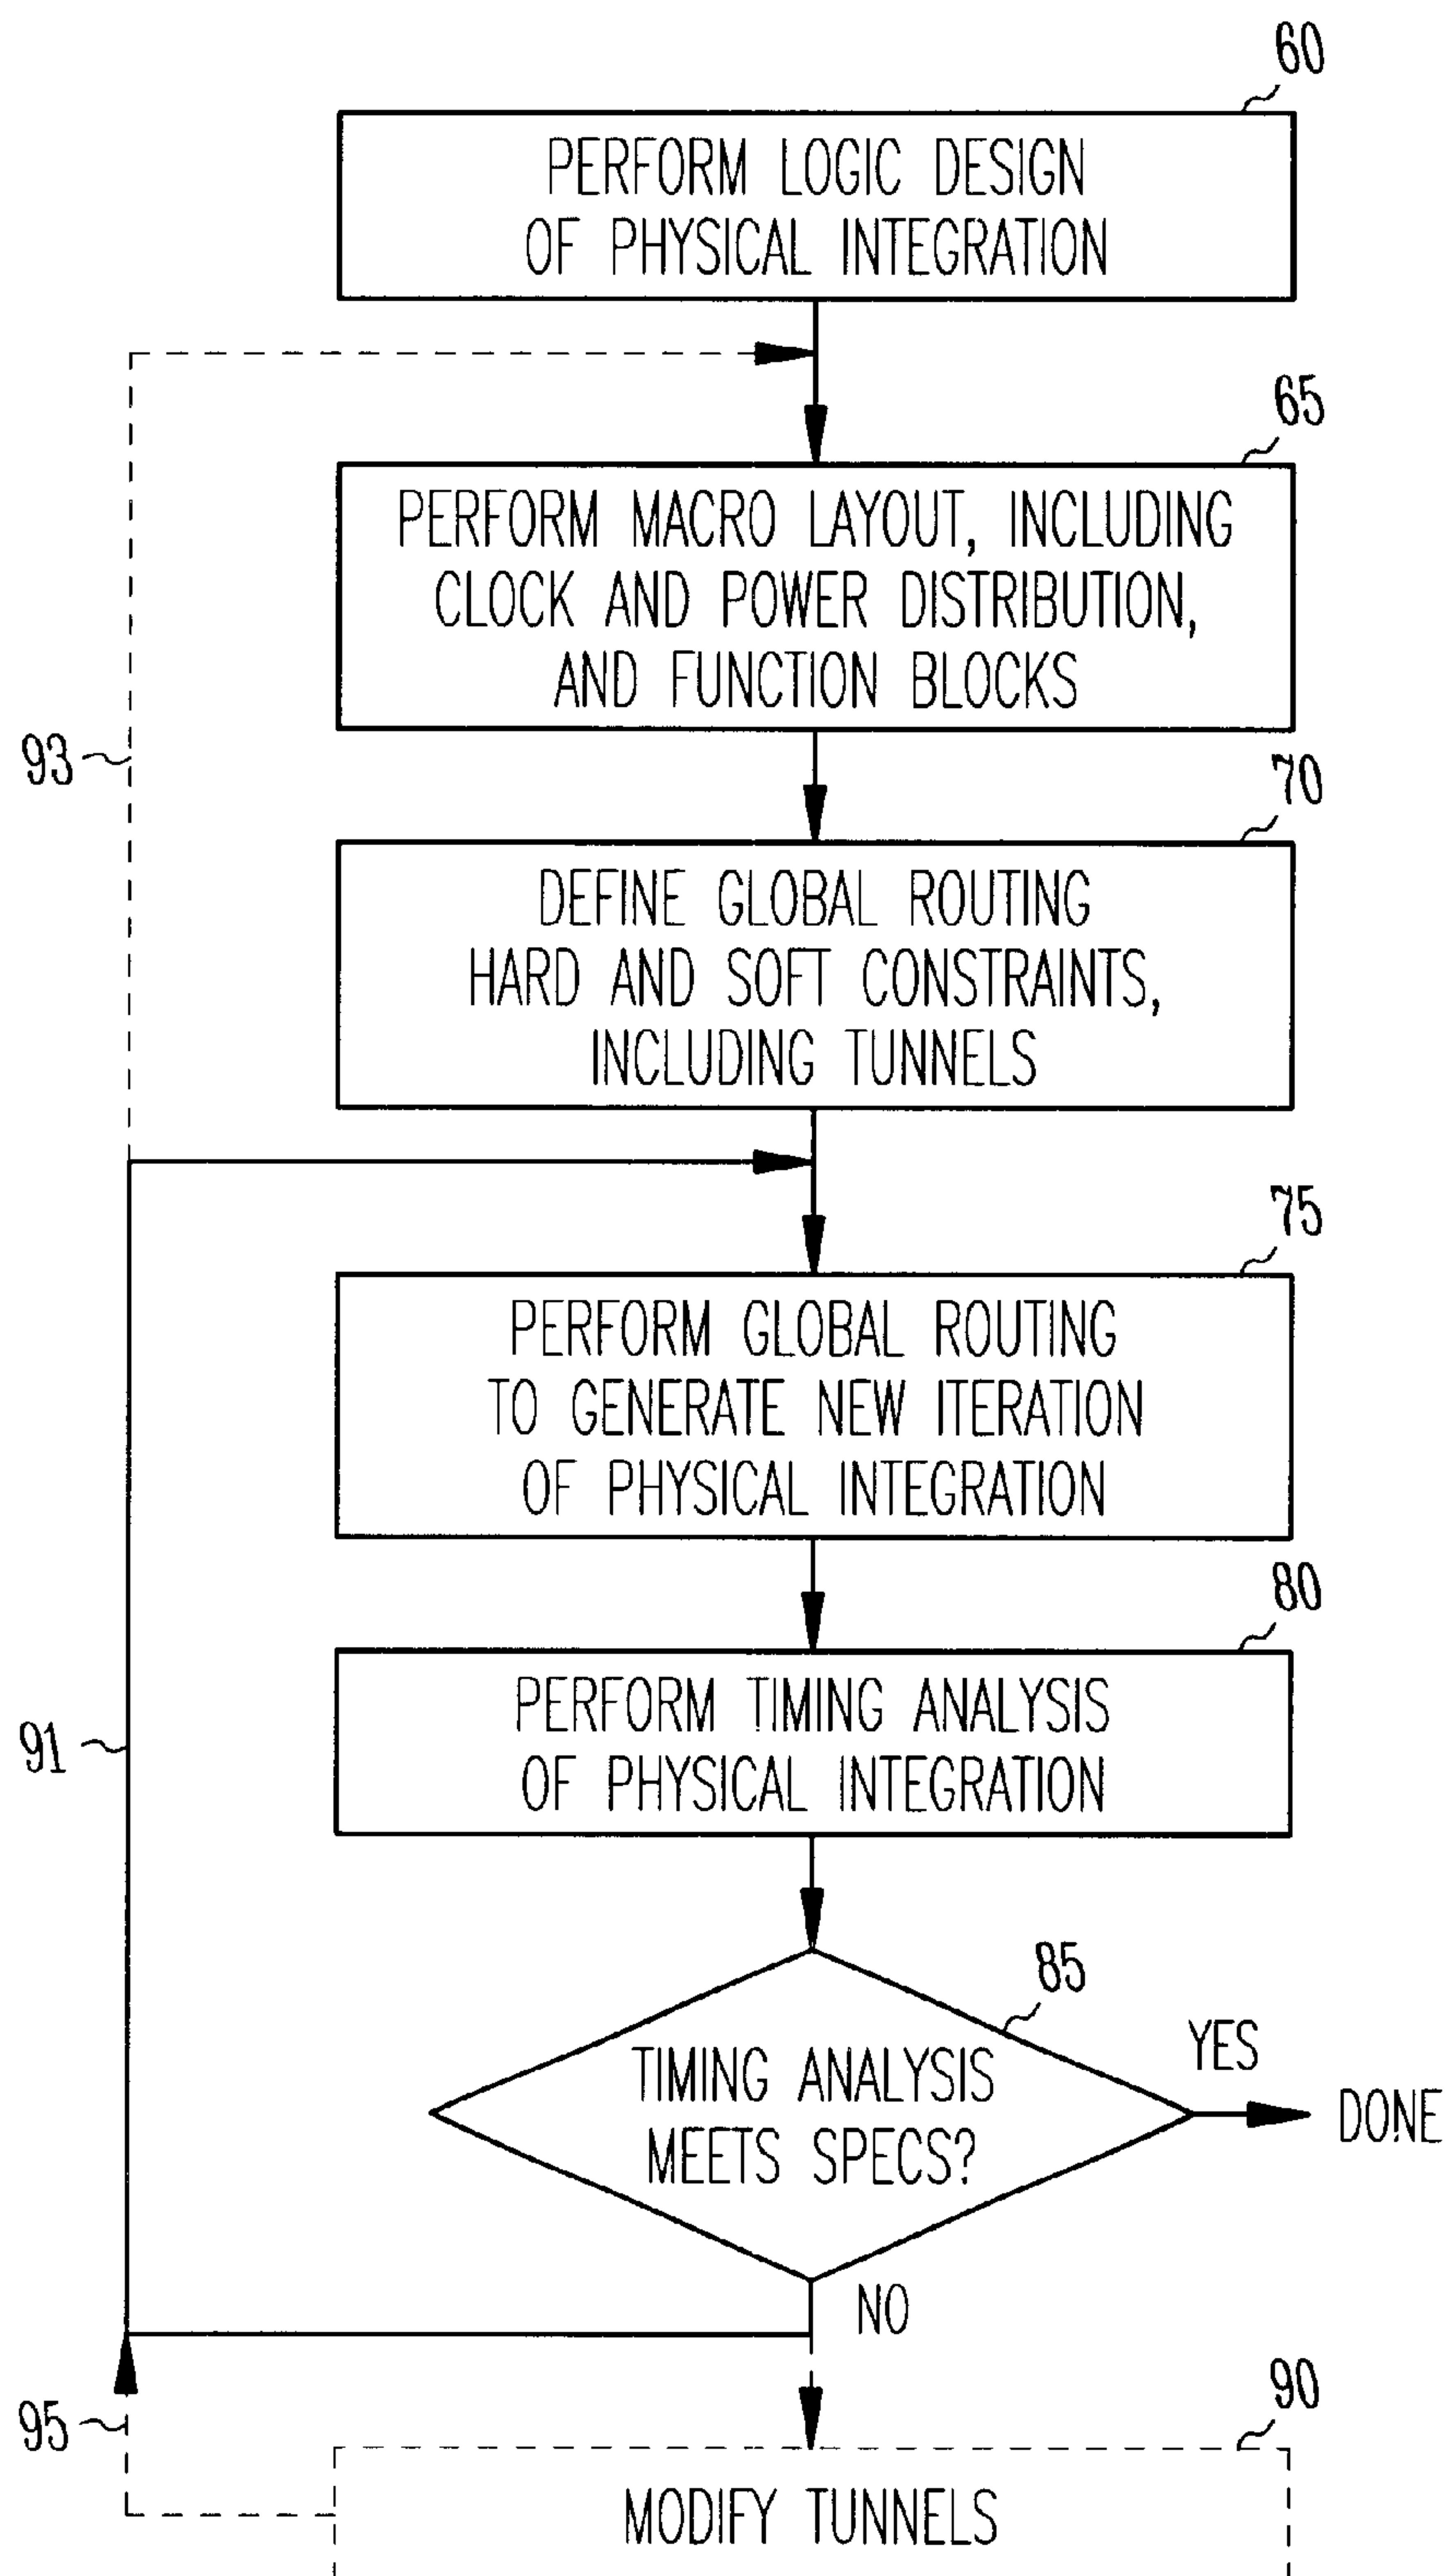 60
PERFORM LOGIC DESIGN
OF PHYSICAL INTEGRATION
65
PERFORM MACRO LAYOUT, INCLUDING
CLOCK AND POWER DISTRIBUTION,
AND FUNCTION BLOCKS
93
70
DEFINE GLOBAL ROUTING
HARD AND SOFT CONSTRAINTS,
INCLUDING TUNNELS
75
PERFORM GLOBAL ROUTING
TO GENERATE NEW ITERATION
OF PHYSICAL INTEGRATION
80
PERFORM TIMING ANALYSIS
OF PHYSICAL INTEGRATION
91
85
TIMING ANALYSIS
MEETS SPECS?
YES
DONE
NO
90
95
MODIFY TUNNELS